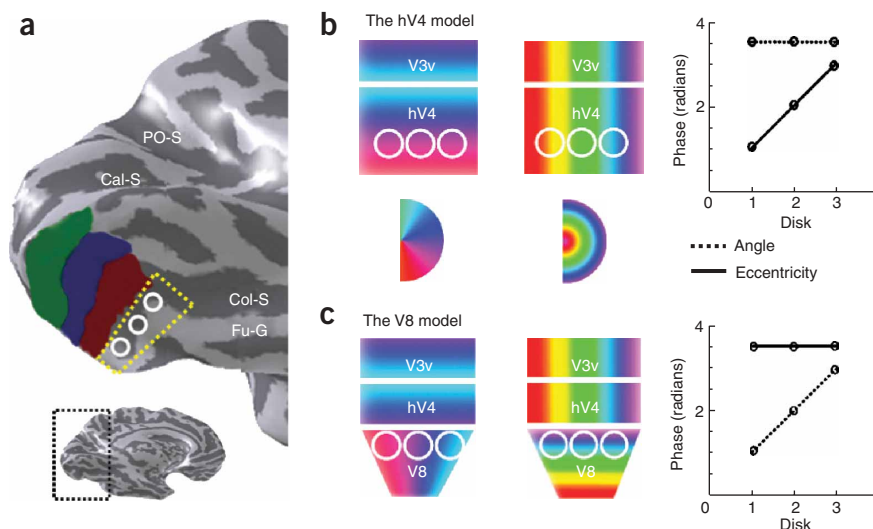 a
PO-S
Cal-S
Col-S
Fu-G
b
The hV4 model
V3v
hV4
V3v
hV4
Phase (radians)
4
2
0
1 2 3
Disk
Angle
Eccentricity
c
The V8 model
V3v
hV4
V8
V3v
hV4
V8
Phase (radians)
4
2
0
1 2 3
Disk